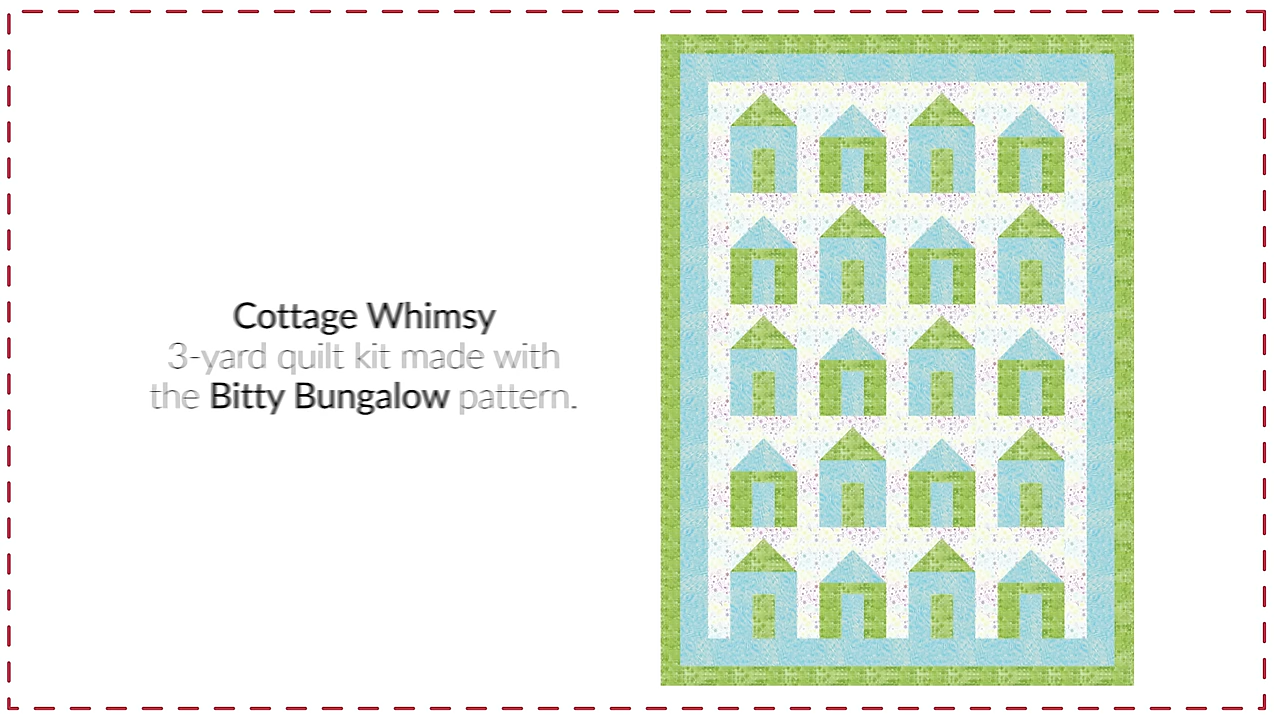 Cottage Whimsy
3-yard quilt kit made with
the Bitty Bungalow pattern.